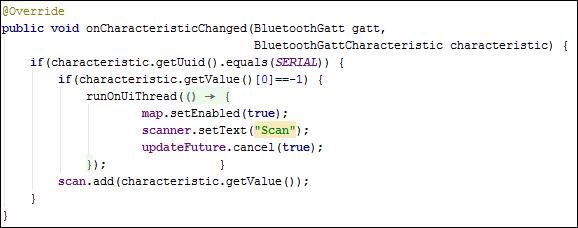 @Override
public void onCharacteristicChanged(BluetoothGatt gatt,
                                    BluetoothGattCharacteristic characteristic) {
    if(characteristic.getUuid().equals(SERIAL)) {
        if(characteristic.getValue()[0]==-1) {
            runOnUiThread(() → {
                    map.setEnabled(true);
                    scanner.setText("Scan");
                    updateFuture.cancel(true);
            });                }
        scan.add(characteristic.getValue());
    }
}